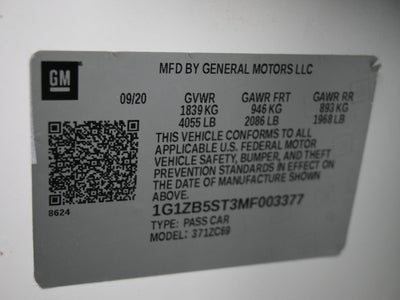 GM
MFD BY GENERAL MOTORS LLC
09/20 GVWR GAWR FRT GAWR RR
1839 KG 946 KG 893 KG
4055 LB 2086 LB 1968 LB
THIS VEHICLE CONFORMS TO ALL
APPLICABLE U.S. FEDERAL MOTOR
VEHICLE SAFETY, BUMPER, AND THEFT
PREVENTION STANDARDS IN EFFECT ON
THE DATE OF MANUFACTURE SHOWN
ABOVE.
8624
1G1ZB5ST3MF003377
TYPE: PASS CAR
MODEL: 371ZC69